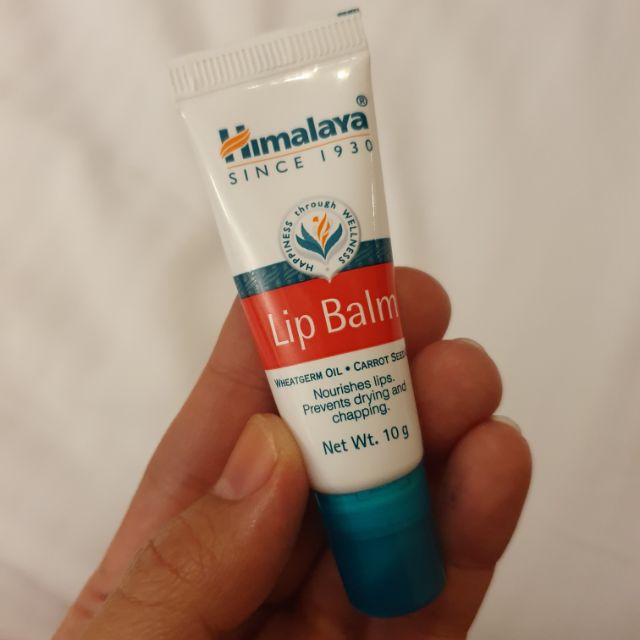 Himalaya®
SINCE 1930
HAPPINESS through WELLNESS
Lip Balm
WHEATGERM OIL • CARROT SEED
Nourishes lips.
Prevents drying and
chapping.
Net Wt. 10 g